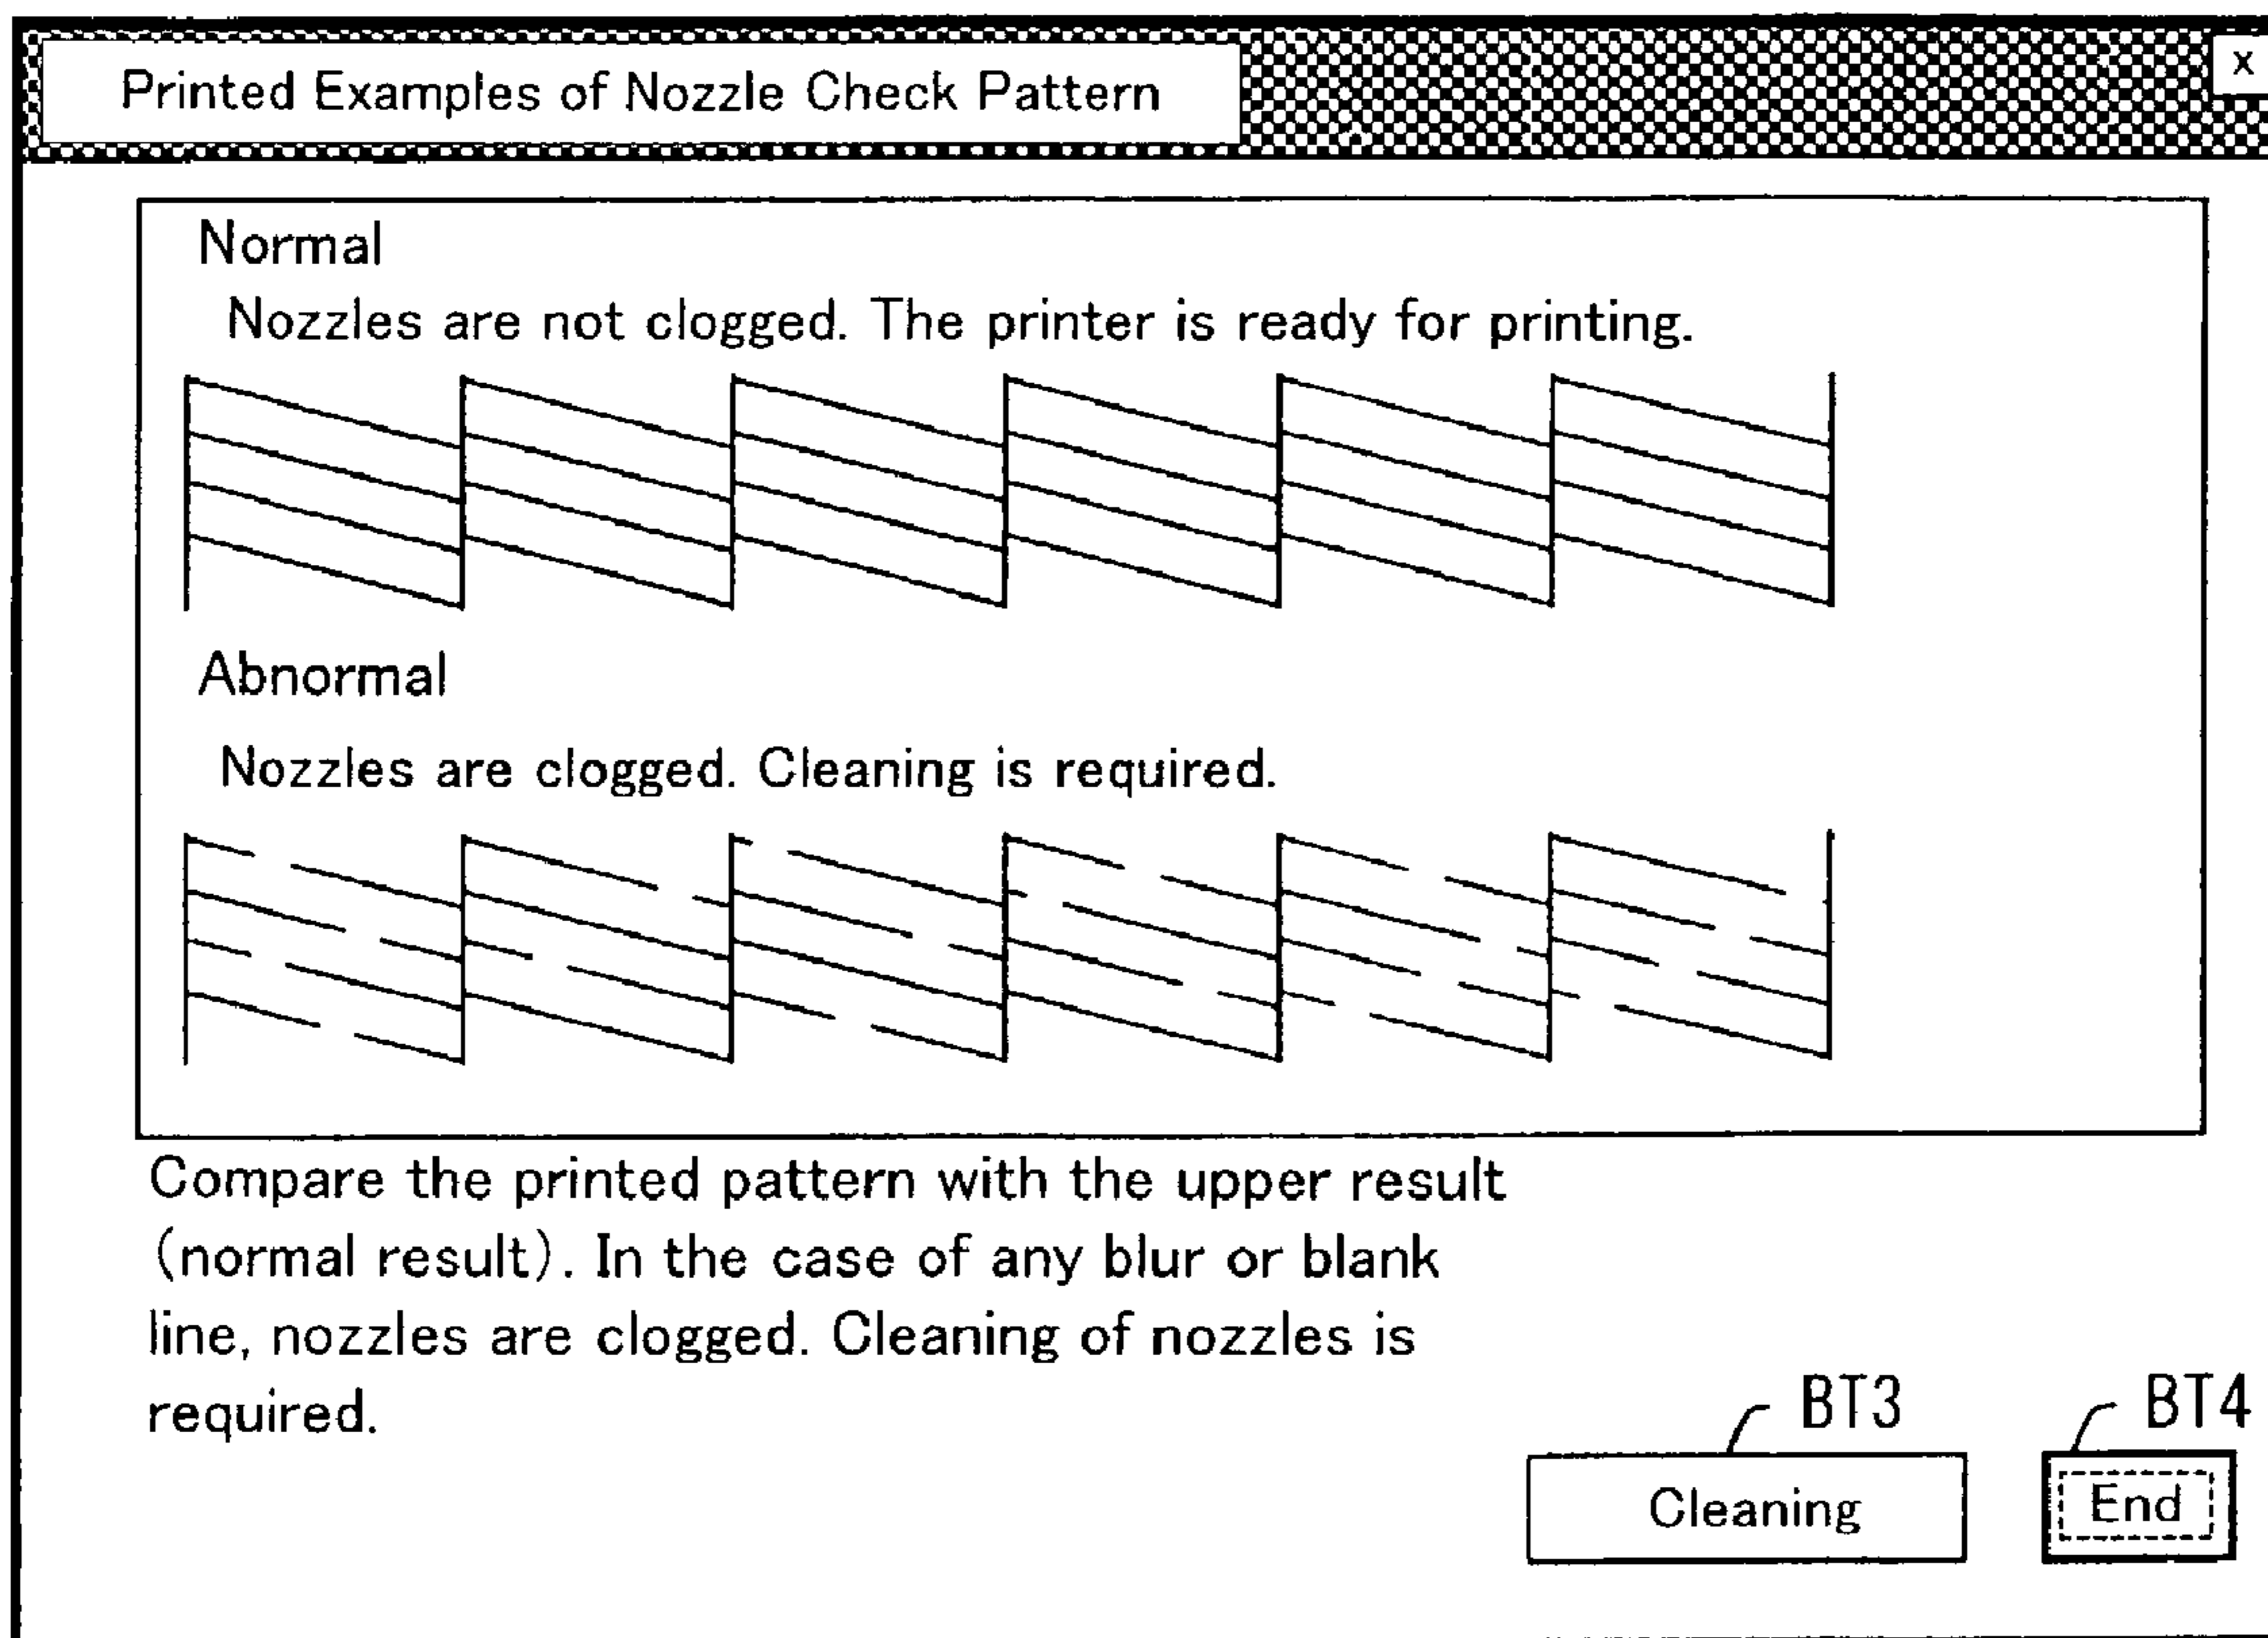 Printed Examples of Nozzle Check Pattern
x
Normal
Nozzles are not clogged. The printer is ready for printing.
Abnormal
Nozzles are clogged. Cleaning is required.
Compare the printed pattern with the upper result
(normal result). In the case of any blur or blank
line, nozzles are clogged. Cleaning of nozzles is
required.
BT3
BT4
Cleaning
End